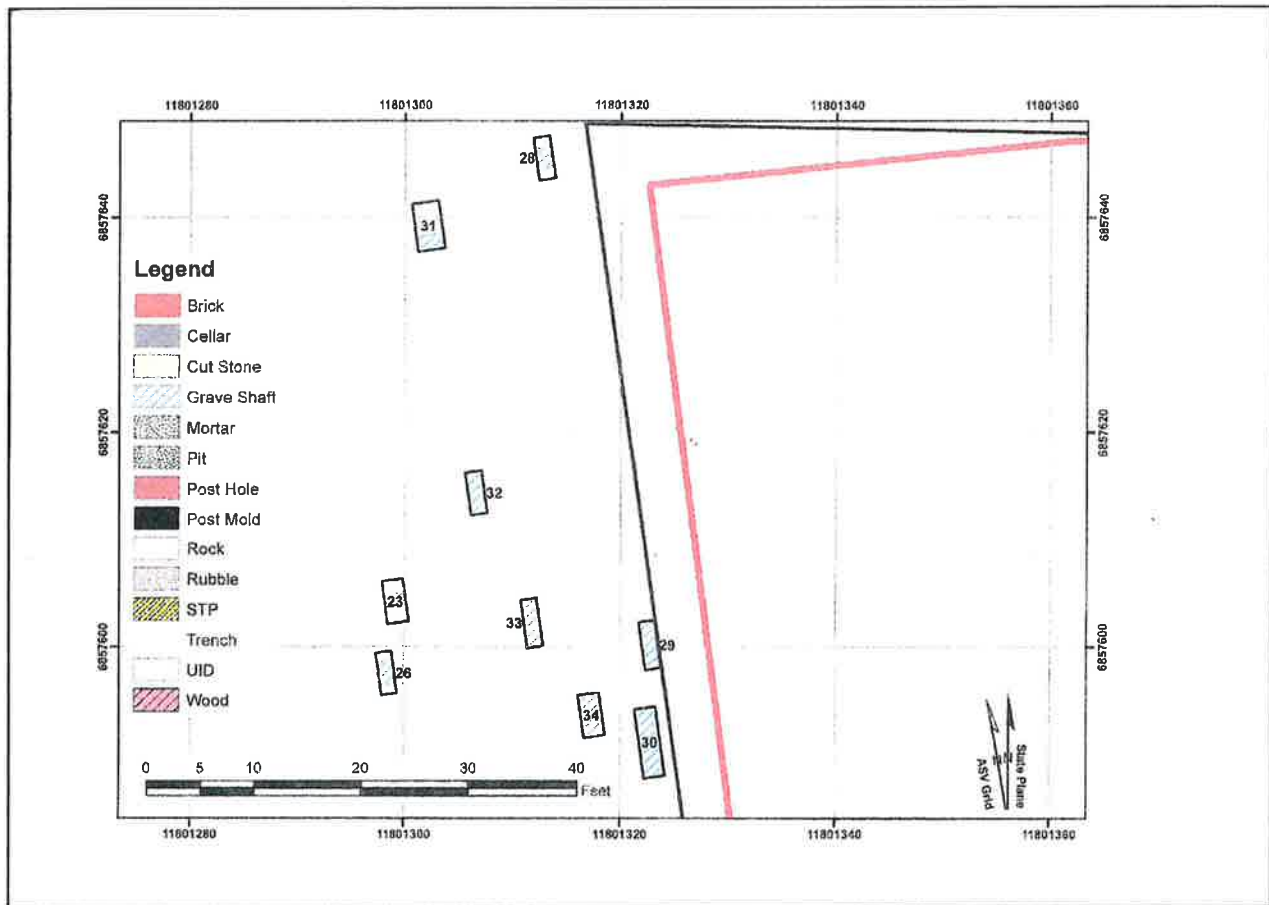 11801280 11801300 11801320 11801340 11801360
28
6857640 6857640
31
Legend
Brick
Cellar
Cut Stone
Grave Shaft
Mortar
Pit
Post Hole
Post Mold
Rock
Rubble
STP
Trench
UID
Wood
6857620 6857620
32
23
33
29
6857600 6857600
26
34
30
0 5 10 20 30 40
Feet
ASV Grid
State Plane
11801280 11801300 11801320 11801340 11801360